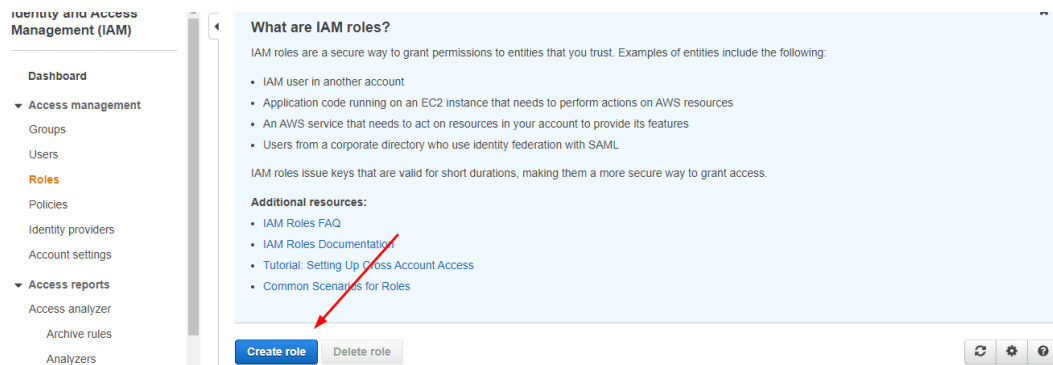 Identity and Access
Management (IAM)
Dashboard
Access management
Groups
Users
Roles
Policies
Identity providers
Account settings
Access reports
Access analyzer
Archive rules
Analyzers
What are IAM roles?
IAM roles are a secure way to grant permissions to entities that you trust. Examples of entities include the following:
• IAM user in another account
• Application code running on an EC2 instance that needs to perform actions on AWS resources
• An AWS service that needs to act on resources in your account to provide its features
• Users from a corporate directory who use identity federation with SAML
IAM roles issue keys that are valid for short durations, making them a more secure way to grant access.
Additional resources:
• IAM Roles FAQ
• IAM Roles Documentation
• Tutorial: Setting Up Cross Account Access
• Common Scenarios for Roles
Create role
Delete role